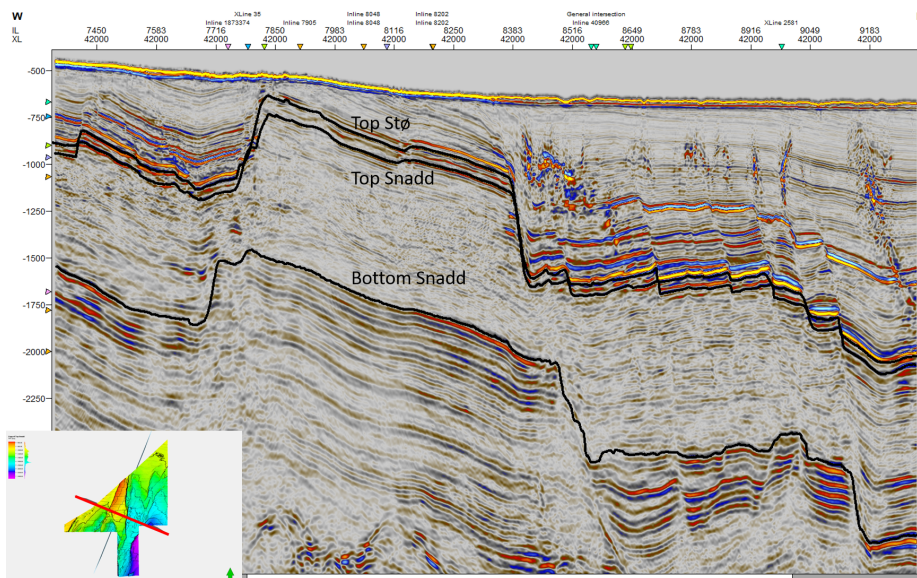 W
XLine 35
Inline 8048
Inline 8202
General intersection
Inline 1873374
Inline 7905
Inline 8048
Inline 8202
Inline 40966
XLine 2581
IL 7450 7583 7716 7850 7983 8116 8250 8383 8516 8649 8783 8916 9049 9183
XL 42000 42000 42000 42000 42000 42000 42000 42000 42000 42000 42000 42000 42000 42000
-500
-750
-1000
-1250
-1500
-1750
-2000
-2250
Top Stø
Top Snadd
Bottom Snadd